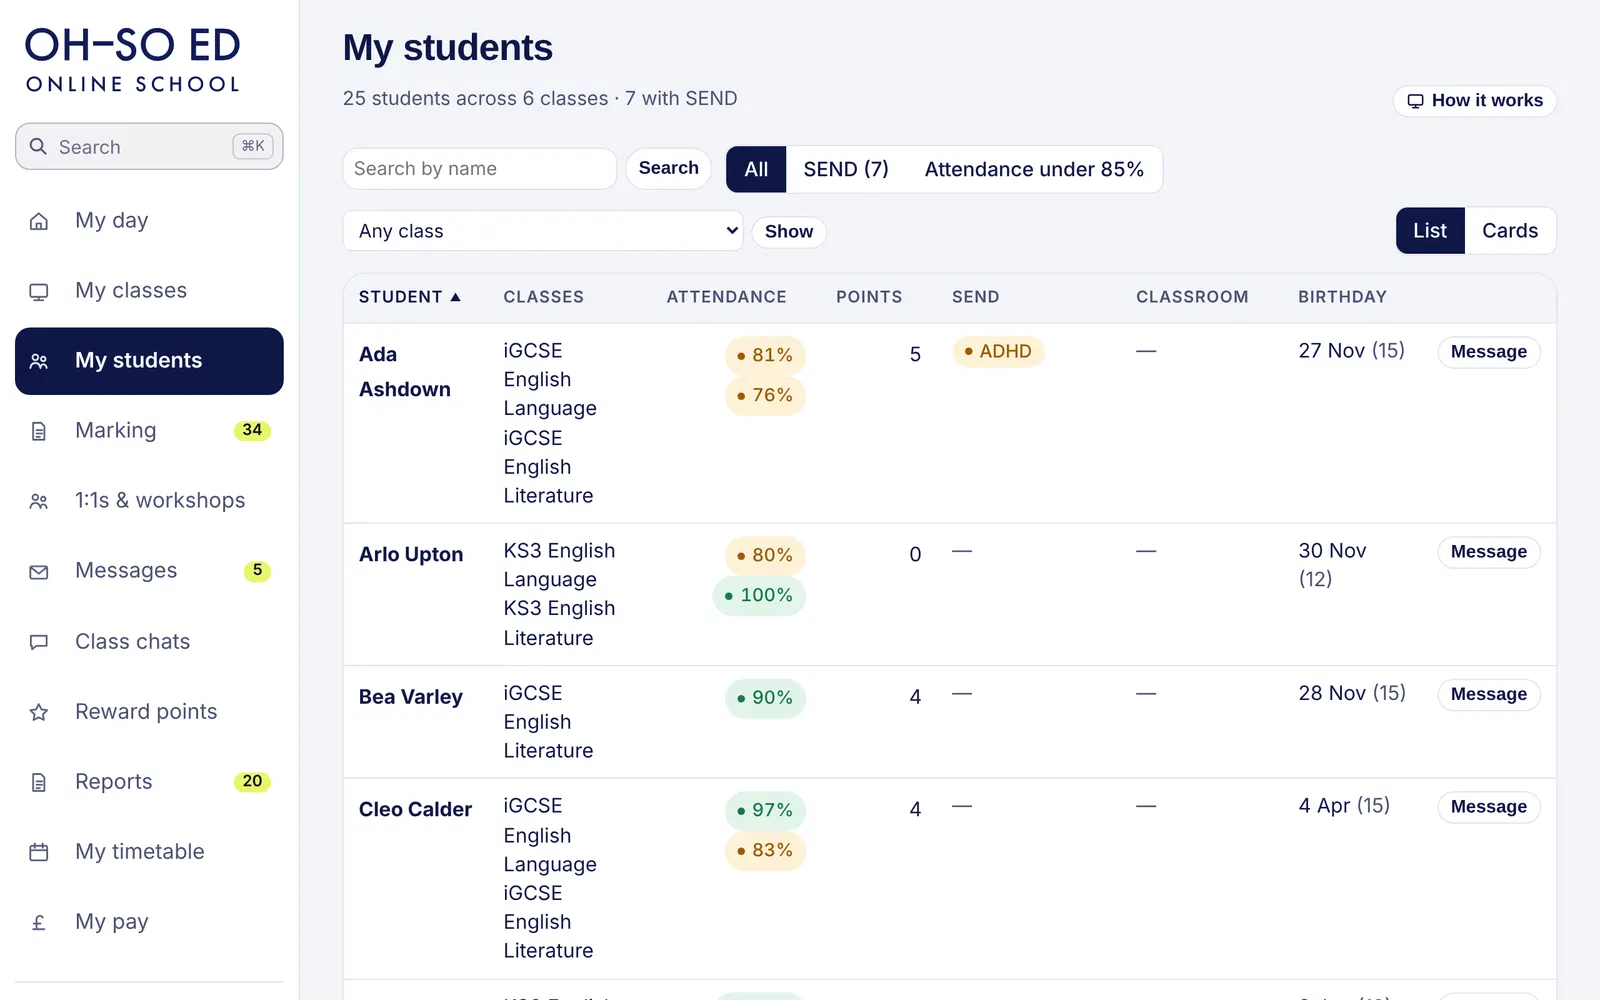 OH–SO ED
ONLINE SCHOOL
Search ⌘K
My day
My classes
My students
Marking 34
1:1s & workshops
Messages 5
Class chats
Reward points
Reports 20
My timetable
My pay
My students
25 students across 6 classes · 7 with SEND
How it works
Search by name Search All SEND (7) Attendance under 85%
Any class Show List Cards
STUDENT ▲ CLASSES ATTENDANCE POINTS SEND CLASSROOM BIRTHDAY
Ada
Ashdown
iGCSE
English
Language
iGCSE
English
Literature
81%
76%
5
ADHD
—
27 Nov (15)
Message
Arlo Upton
KS3 English
Language
KS3 English
Literature
80%
100%
0
—
—
30 Nov
(12)
Message
Bea Varley
iGCSE
English
Literature
90%
4
—
—
28 Nov (15)
Message
Cleo Calder
iGCSE
English
Language
iGCSE
English
Literature
97%
83%
4
—
—
4 Apr (15)
Message